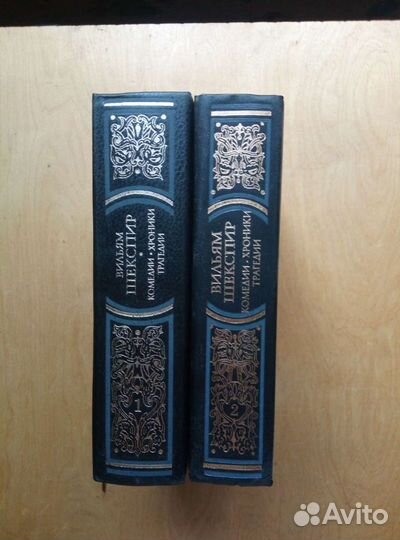 ВИЛЬЯМ
ШЕКСПИР
КОМЕДИИ · ХРОНИКИ
ТРАГЕДИИ
1
ВИЛЬЯМ
ШЕКСПИР
КОМЕДИИ · ХРОНИКИ
ТРАГЕДИИ
2
Avito